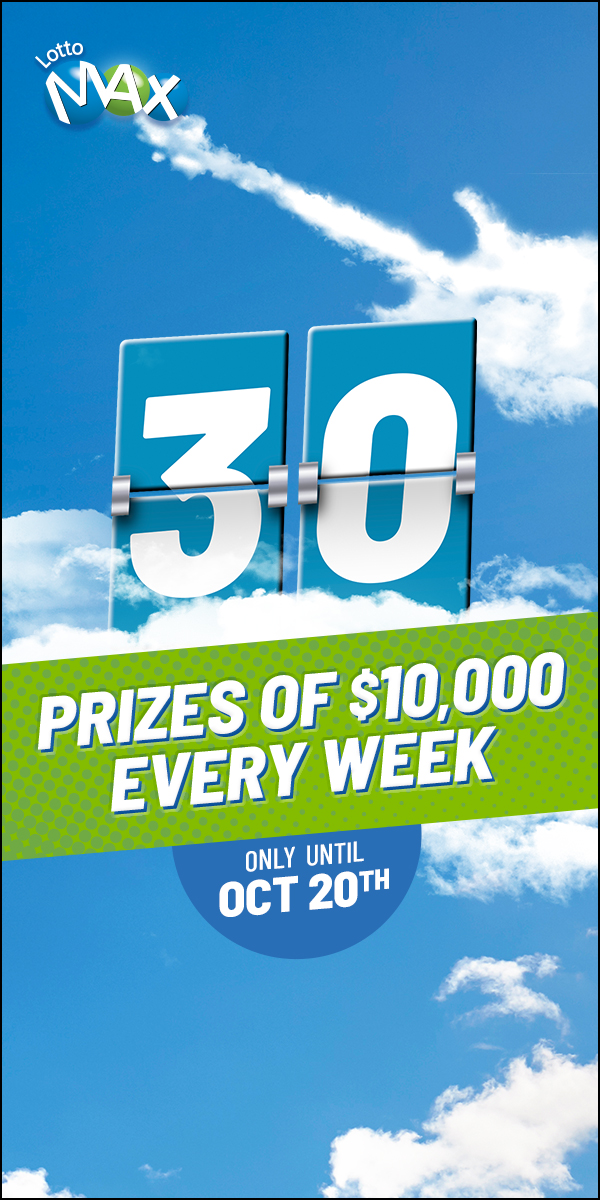 Lotto
MAX
30
PRIZES OF $10,000
EVERY WEEK
ONLY UNTIL
OCT 20TH